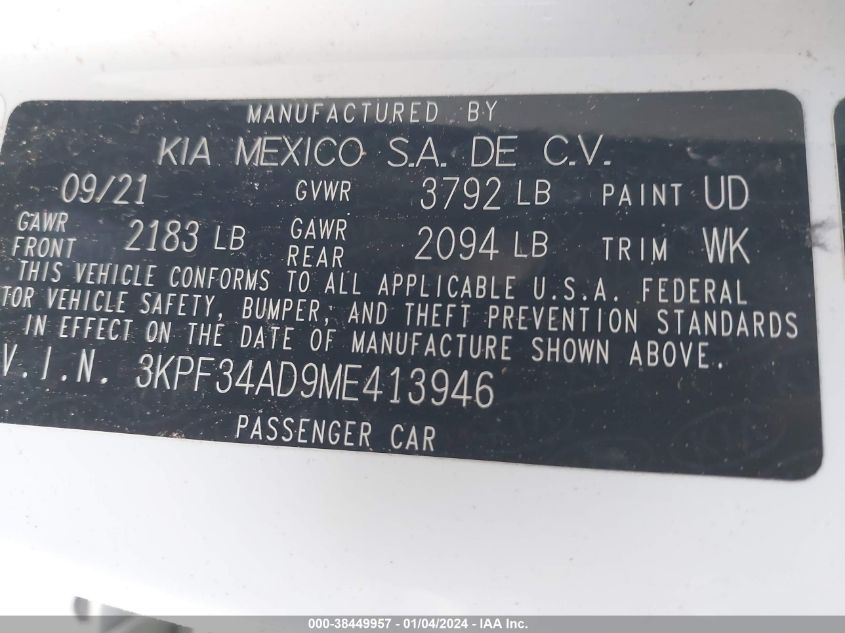 MANUFACTURED BY
KIA MEXICO S.A. DE C.V.
09/21 GVWR 3792 LB PAINT UD
GAWR FRONT 2183 LB GAWR REAR 2094 LB TRIM WK
THIS VEHICLE CONFORMS TO ALL APPLICABLE U.S.A. FEDERAL
TOR VEHICLE SAFETY, BUMPER, AND THEFT PREVENTION STANDARDS
IN EFFECT ON THE DATE OF MANUFACTURE SHOWN ABOVE.
V.I.N. 3KPF34AD9ME413946
PASSENGER CAR
000-38449957 - 01/04/2024 - IAA Inc.